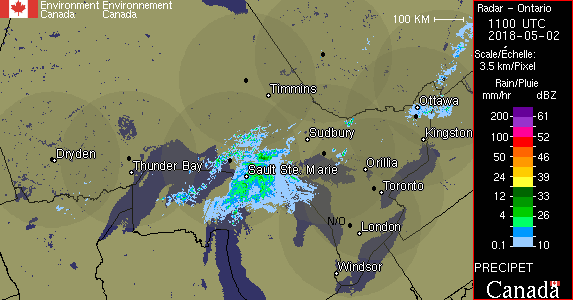 Environment Environnement
Canada Canada
100 KM
Timmins
Ottawa
Sudbury
Kingston
Dryden
Thunder Bay
Sault Ste. Marie
Orillia
Toronto
N/O
London
Windsor
Radar - Ontario
1100 UTC
2018-05-02
Scale/Échelle:
3.5 km/Pixel
Rain/Pluie
mm/hr dBZ
200 61
100 52
50 46
24 39
12 33
4 26
0.1 10
PRECIPET
Canada